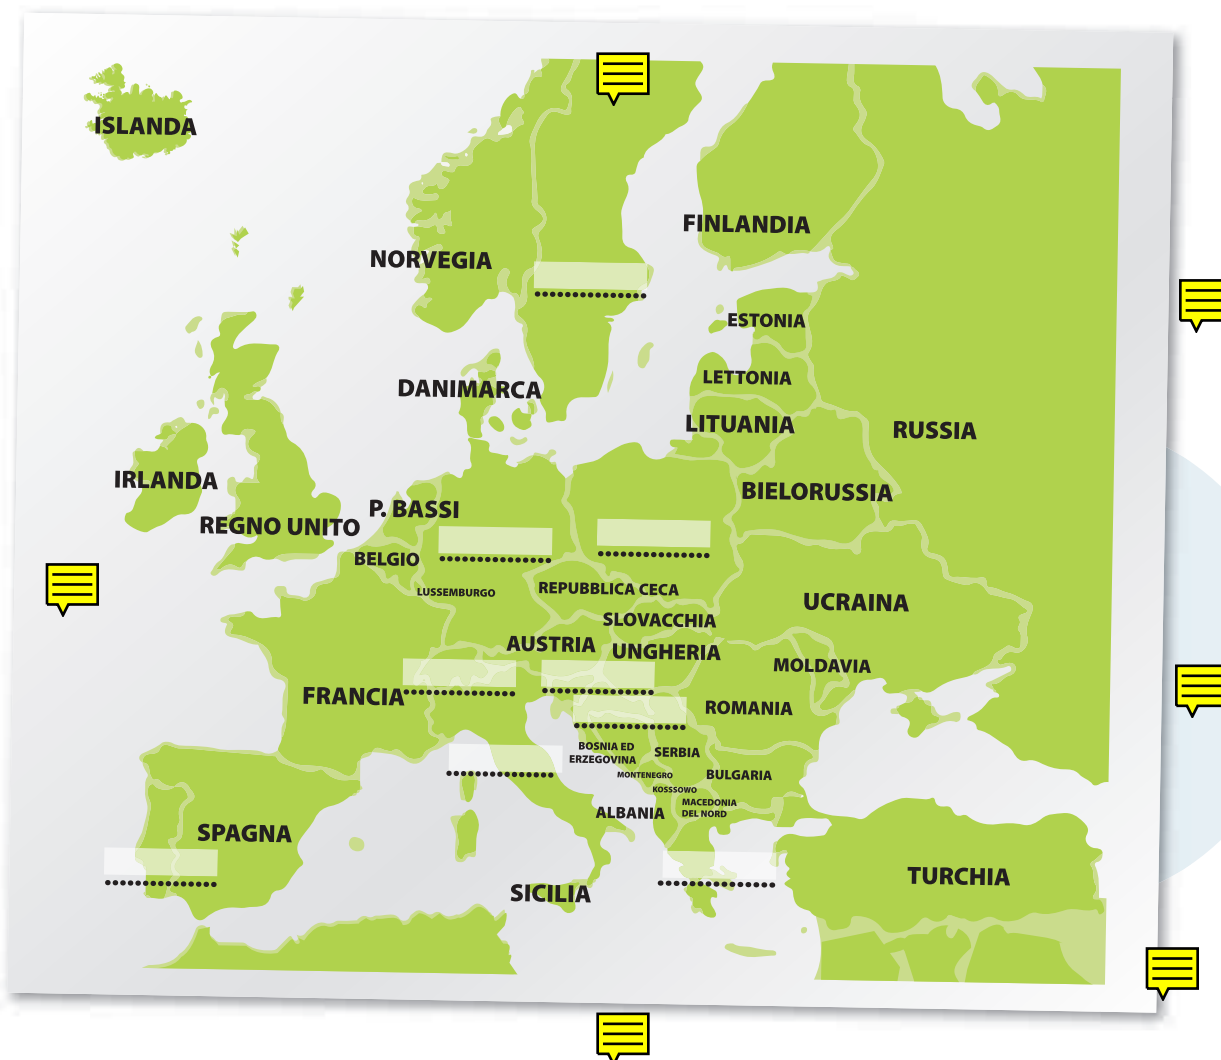 ISLANDA
FINLANDIA
NORVEGIA
ESTONIA
LETTONIA
DANIMARCA
LITUANIA
RUSSIA
IRLANDA
BIELORUSSIA
P. BASSI
REGNO UNITO
BELGIO
REPUBBLICA CECA
LUSSEMBURGO
UCRAINA
SLOVACCHIA
AUSTRIA
UNGHERIA
MOLDAVIA
FRANCIA
ROMANIA
BOSNIA ED
ERZEGOVINA
SERBIA
MONTENEGRO
BULGARIA
KOSSSOWO
MACEDONIA
DEL NORD
ALBANIA
SPAGNA
TURCHIA
SICILIA